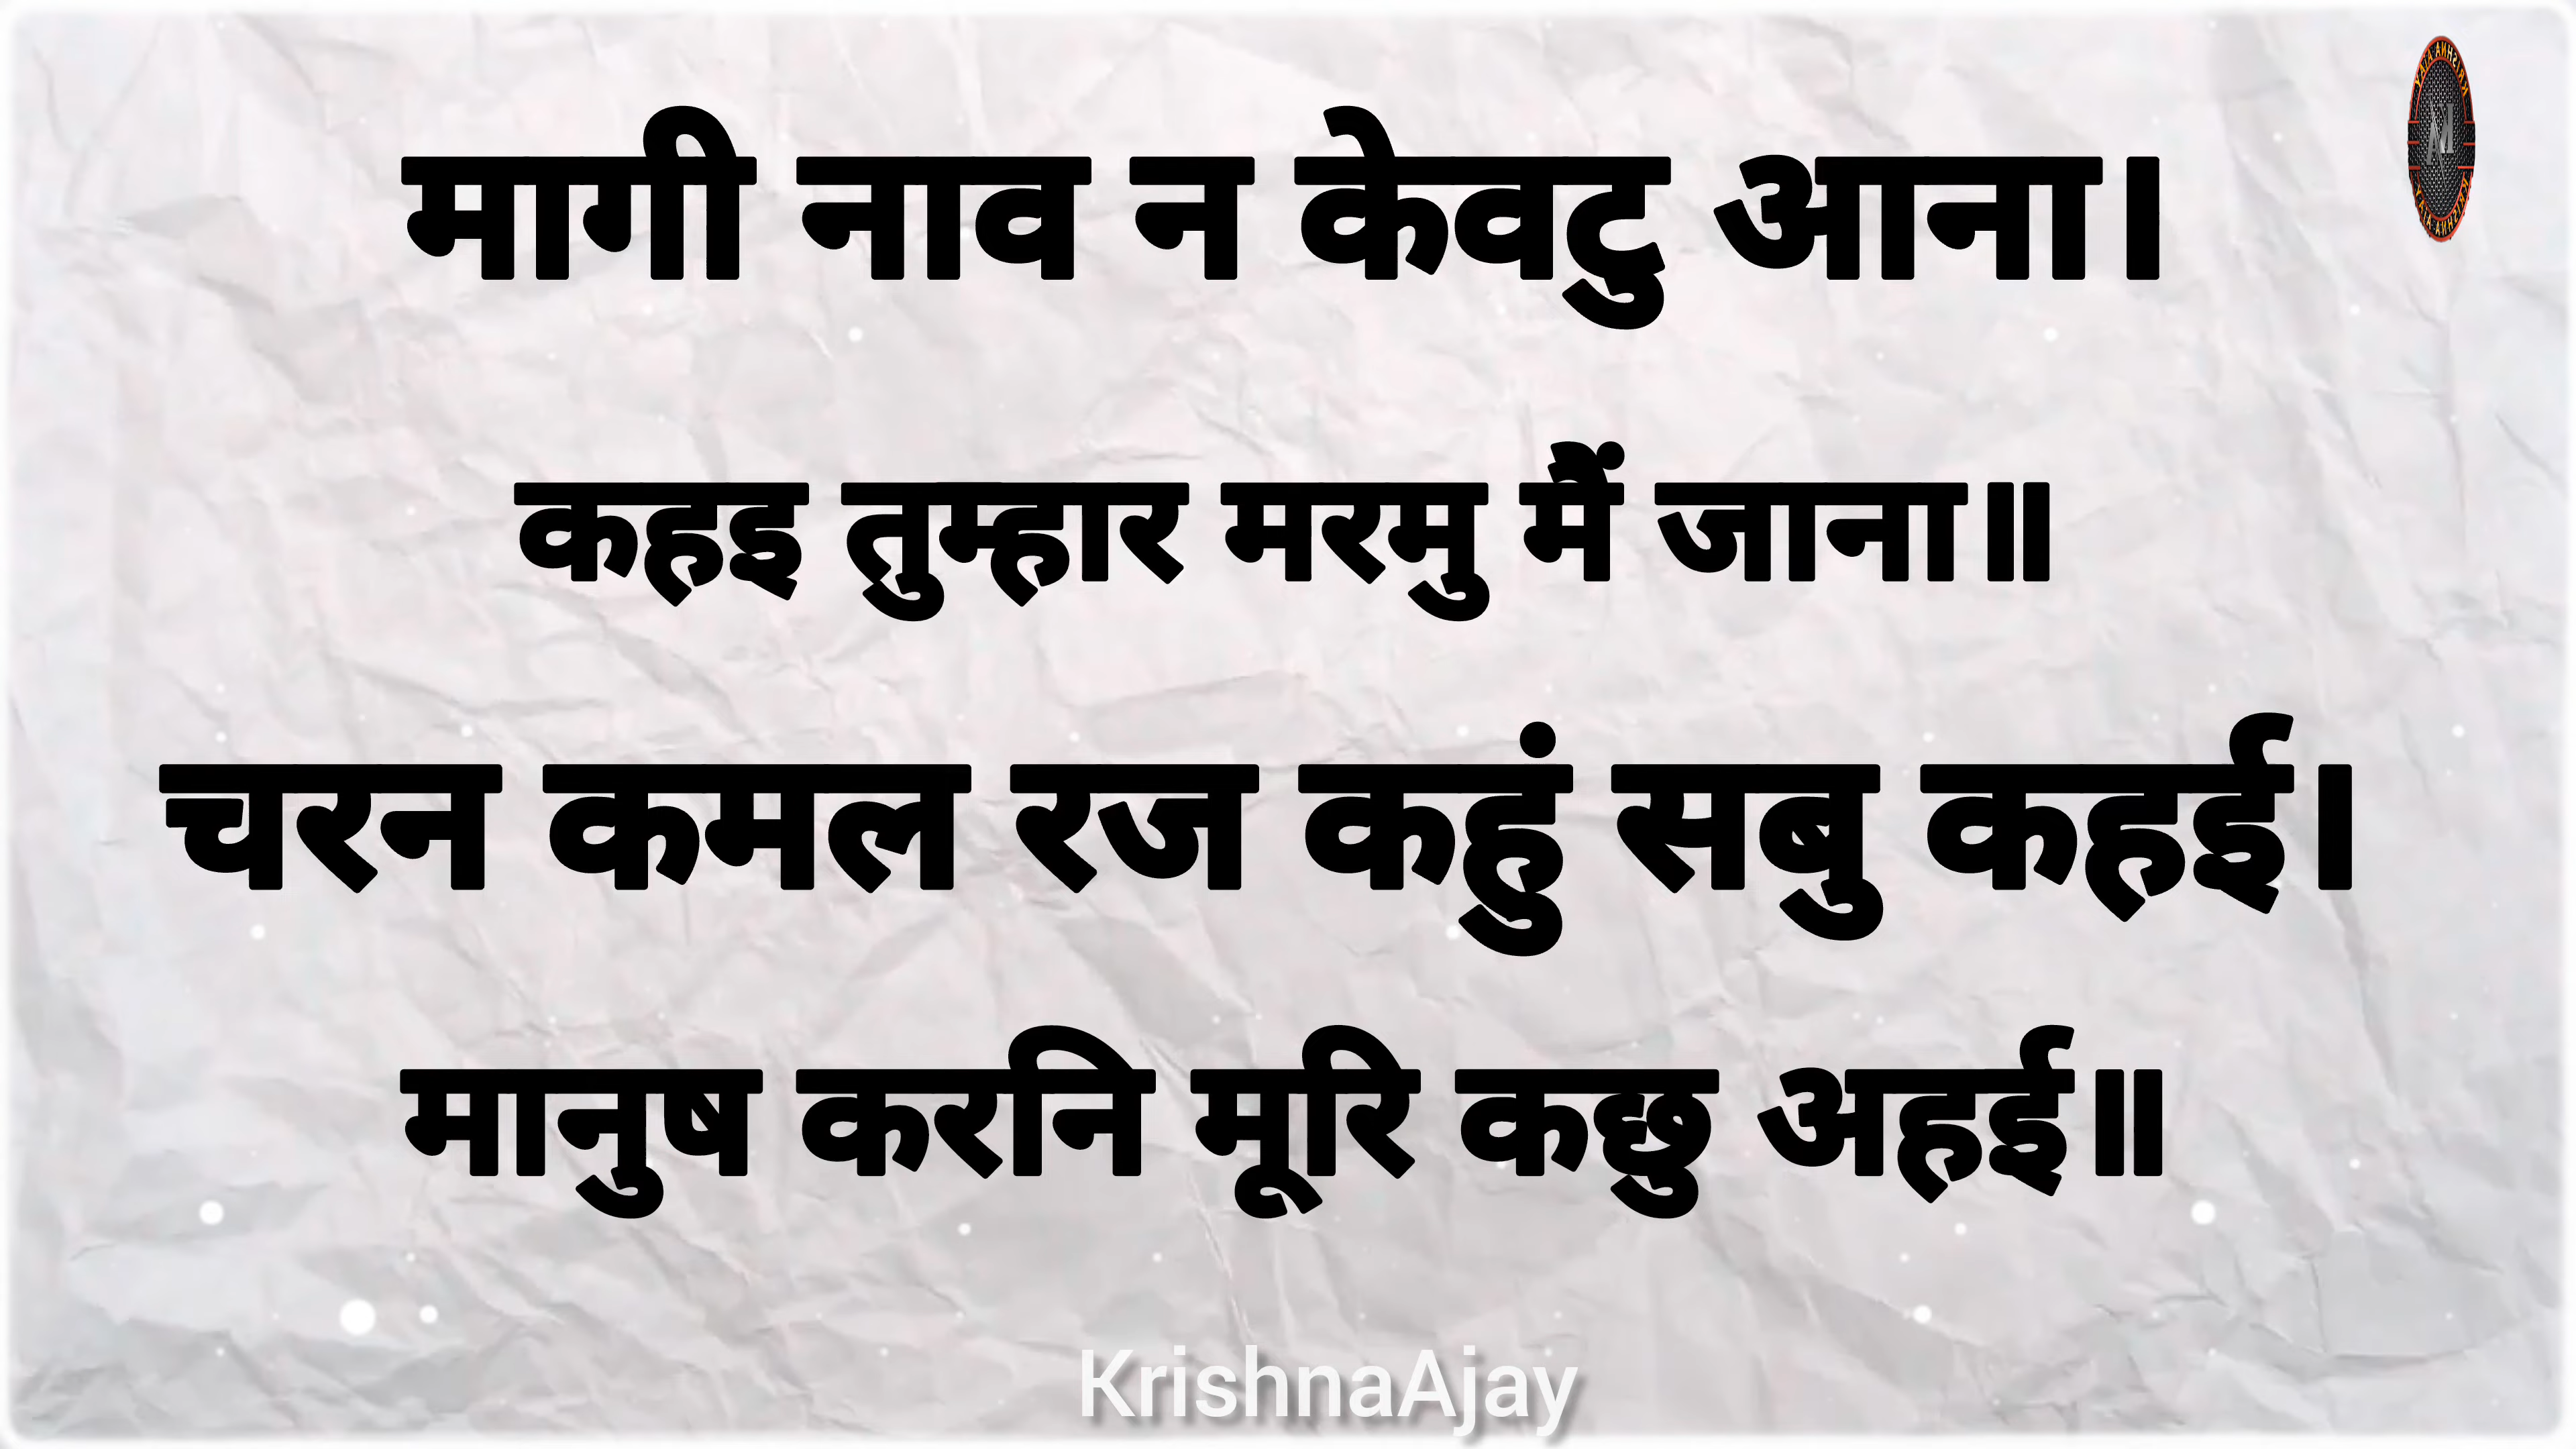 मागी नाव न केवटु आना।
कहइ तुम्हार मरमु मैं जाना॥
चरन कमल रज कहुं सबु कहई।
मानुष करनि मूरि कछु अहई॥
KrishnaAjay